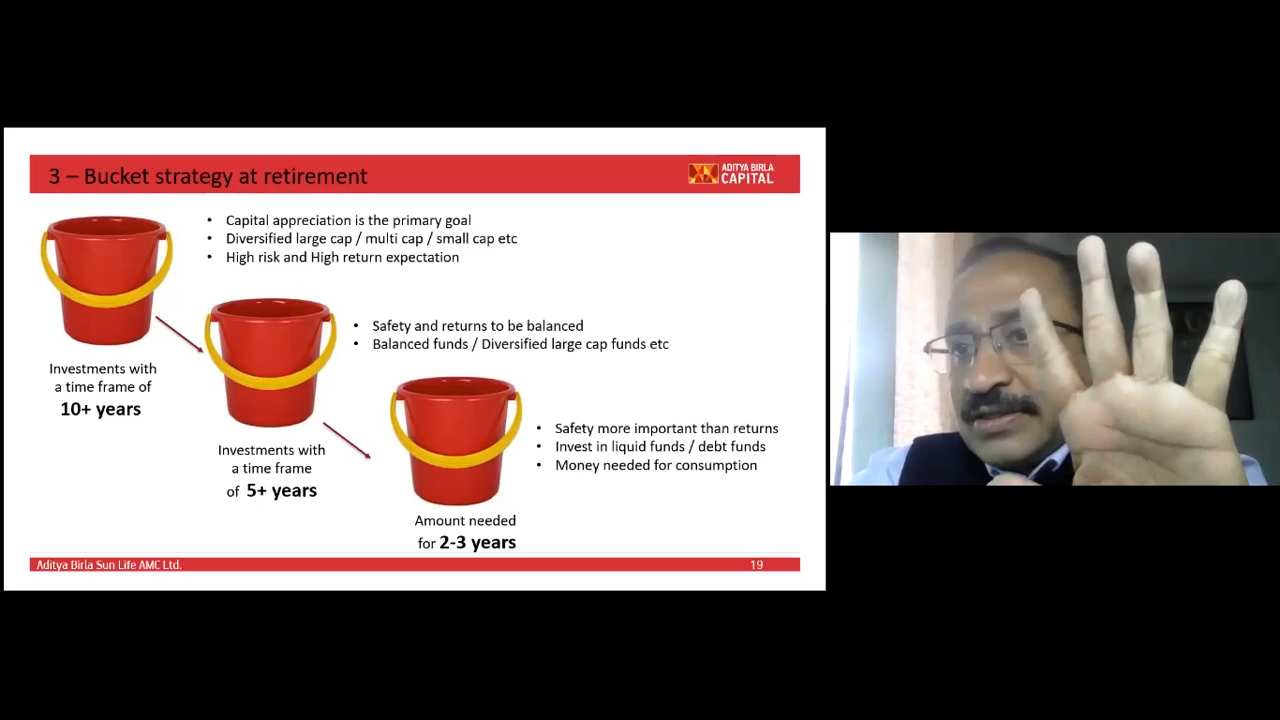 3 – Bucket strategy at retirement
ADITYA BIRLA
CAPITAL
• Capital appreciation is the primary goal
• Diversified large cap / multi cap / small cap etc
• High risk and High return expectation
Investments with
a time frame of
10+ years
• Safety and returns to be balanced
• Balanced funds / Diversified large cap funds etc
Investments with
a time frame
of 5+ years
• Safety more important than returns
• Invest in liquid funds / debt funds
• Money needed for consumption
Amount needed
for 2-3 years
Aditya Birla Sun Life AMC Ltd.
19